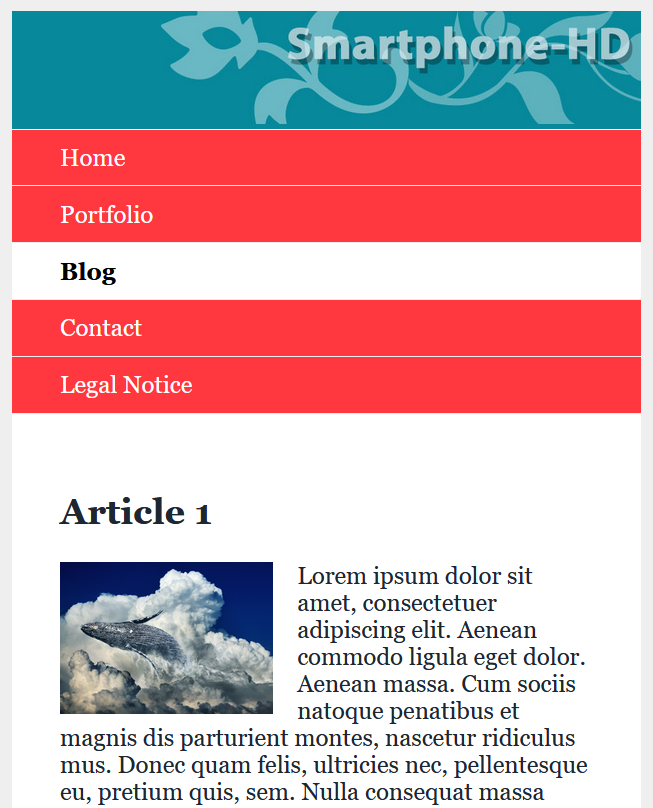 Smartphone-HD
Home
Portfolio
Blog
Contact
Legal Notice
Article 1
Lorem ipsum dolor sit
amet, consectetuer
adipiscing elit. Aenean
commodo ligula eget dolor.
Aenean massa. Cum sociis
natoque penatibus et
magnis dis parturient montes, nascetur ridiculus
mus. Donec quam felis, ultricies nec, pellentesque
eu, pretium quis, sem. Nulla consequat massa